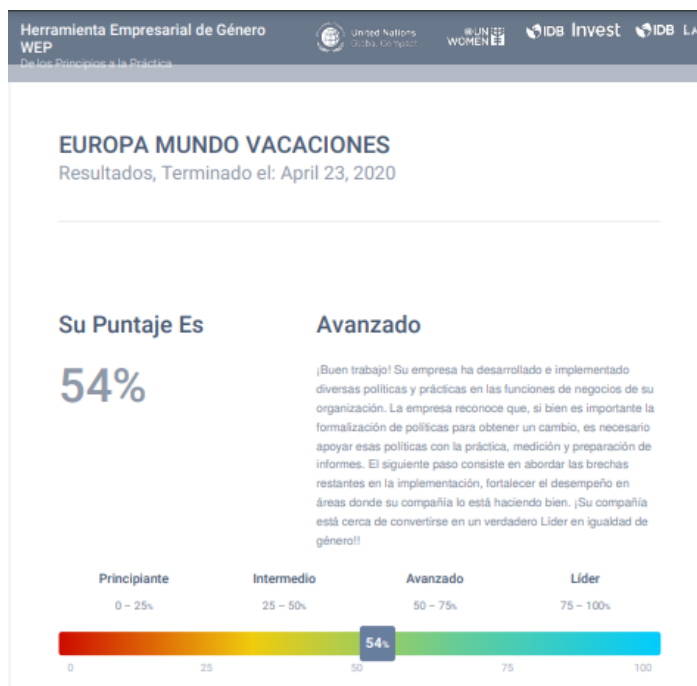 Herramienta Empresarial de Género
WEP
De los Principios a la Práctica
United Nations
Global Compact
UN
WOMEN
IDB Invest
IDB LA
EUROPA MUNDO VACACIONES
Resultados, Terminado el: April 23, 2020
Su Puntaje Es
54%
Avanzado
¡Buen trabajo! Su empresa ha desarrollado e implementado
diversas políticas y prácticas en las funciones de negocios de su
organización. La empresa reconoce que, si bien es importante la
formalización de políticas para obtener un cambio, es necesario
apoyar esas políticas con la práctica, medición y preparación de
informes. El siguiente paso consiste en abordar las brechas
restantes en la implementación, fortalecer el desempeño en
áreas donde su compañía lo está haciendo bien. ¡Su compañía
está cerca de convertirse en un verdadero Líder en igualdad de
género!!
Principiante Intermedio Avanzado Líder
0 – 25% 25 – 50% 50 – 75% 75 – 100%
54%
0 25 50 75 100